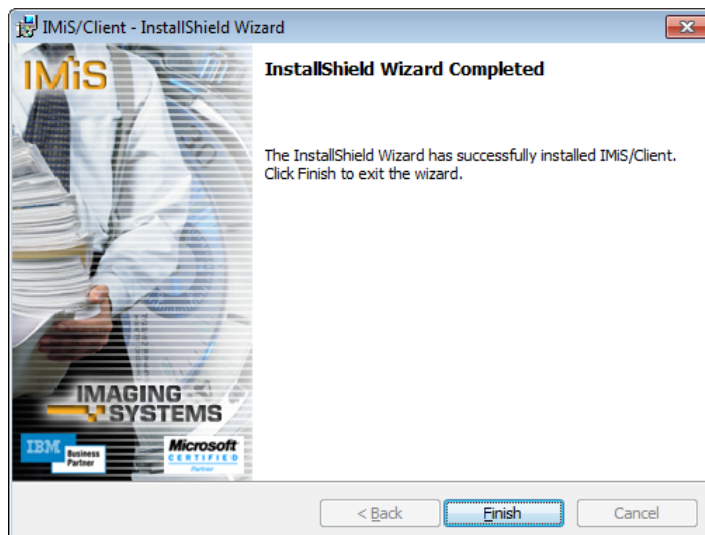 IMiS/Client - InstallShield Wizard
IMiS
InstallShield Wizard Completed
The InstallShield Wizard has successfully installed IMiS/Client.
Click Finish to exit the wizard.
IMAGING
SYSTEMS
IBM
Business
Partner
Microsoft
CERTIFIED
Partner
< Back
Finish
Cancel